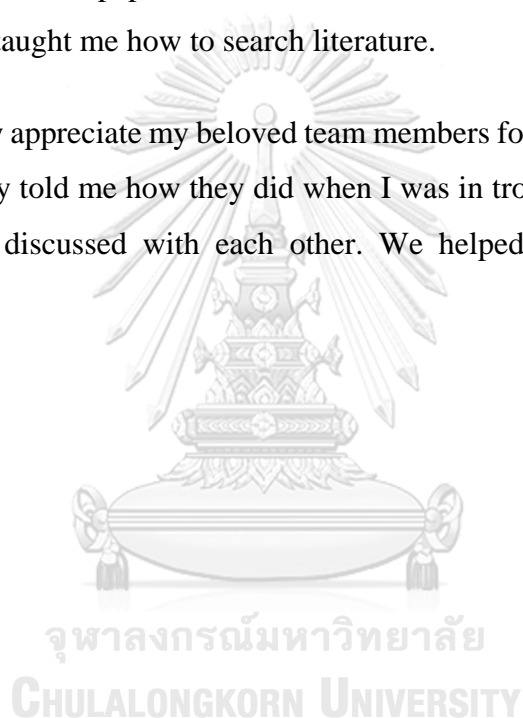 taught me how to search literature.
appreciate my beloved team members fo
told me how they did when I was in tro
discussed with each other. We helped
จุฬาลงกรณ์มหาวิทยาลัย
CHULALONGKORN UNIVERSITY